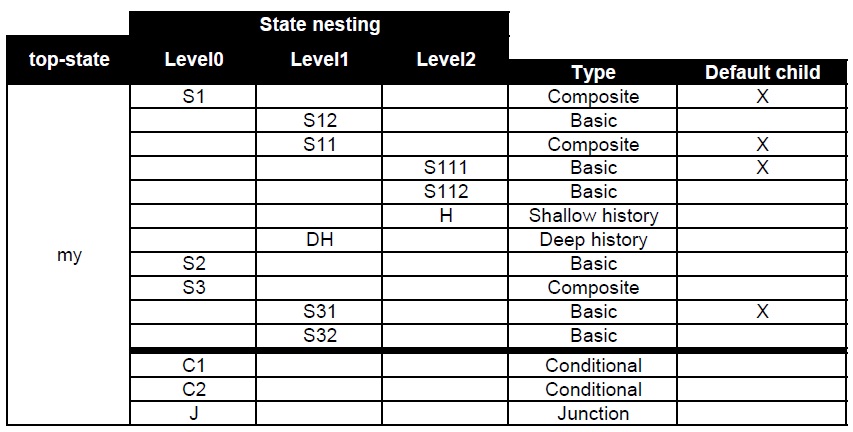 State nesting
top-state Level0 Level1 Level2 Type Default child
S1 Composite X
S12 Basic
S11 Composite X
S111 Basic X
S112 Basic
H Shallow history
DH Deep history
my
S2 Basic
S3 Composite
S31 Basic X
S32 Basic
C1 Conditional
C2 Conditional
J Junction